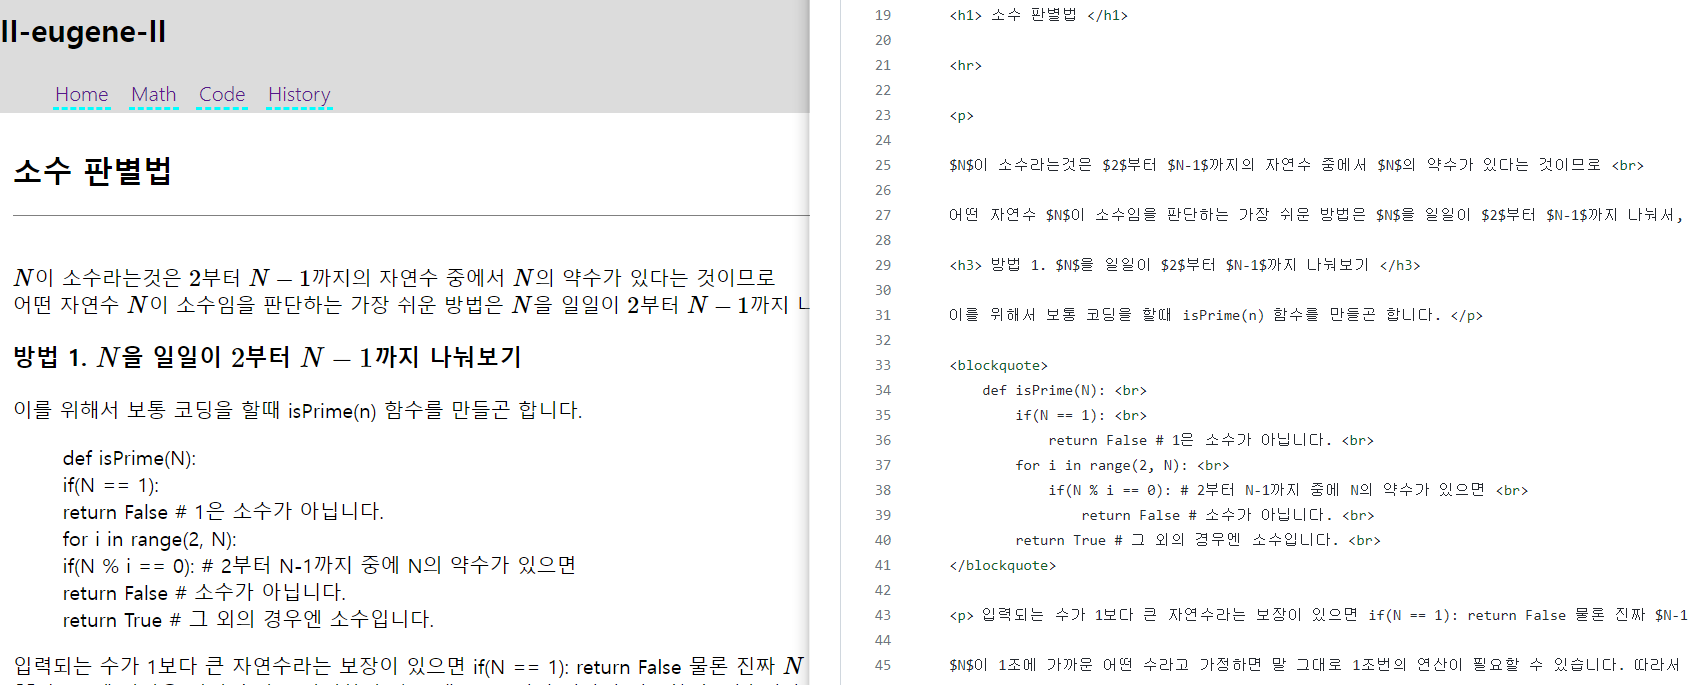 II-eugene-II
Home Math Code History
소수 판별법
N이 소수라는것은 2부터 N − 1까지의 자연수 중에서 N의 약수가 있다는 것이므로
어떤 자연수 N이 소수임을 판단하는 가장 쉬운 방법은 N을 일일이 2부터 N − 1까지
방법 1. N을 일일이 2부터 N − 1까지 나눠보기
이를 위해서 보통 코딩을 할때 isPrime(n) 함수를 만들곤 합니다.
def isPrime(N):
if(N == 1):
return False # 1은 소수가 아닙니다.
for i in range(2, N):
if(N % i == 0): # 2부터 N-1까지 중에 N의 약수가 있으면
return False # 소수가 아닙니다.
return True # 그 외의 경우엔 소수입니다.
입력되는 수가 1보다 큰 자연수라는 보장이 있으면 if(N == 1): return False 물론 진짜 N
19 <h1> 소수 판별법 </h1>
20
21 <hr>
22
23 <p>
24
25 $N$이 소수라는것은 $2$부터 $N-1$까지의 자연수 중에서 $N$의 약수가 있다는 것이므로 <br>
26
27 어떤 자연수 $N$이 소수임을 판단하는 가장 쉬운 방법은 $N$을 일일이 $2$부터 $N-1$까지 나눠서,
28
29 <h3> 방법 1. $N$을 일일이 $2$부터 $N-1$까지 나눠보기 </h3>
30
31 이를 위해서 보통 코딩을 할때 isPrime(n) 함수를 만들곤 합니다. </p>
32
33 <blockquote>
34 def isPrime(N): <br>
35 if(N == 1): <br>
36 return False # 1은 소수가 아닙니다. <br>
37 for i in range(2, N): <br>
38 if(N % i == 0): # 2부터 N-1까지 중에 N의 약수가 있으면 <br>
39 return False # 소수가 아닙니다. <br>
40 return True # 그 외의 경우엔 소수입니다. <br>
41 </blockquote>
42
43 <p> 입력되는 수가 1보다 큰 자연수라는 보장이 있으면 if(N == 1): return False 물론 진짜 $N-1
44
45 $N$이 1조에 가까운 어떤 수라고 가정하면 말 그대로 1조번의 연산이 필요할 수 있습니다. 따라서